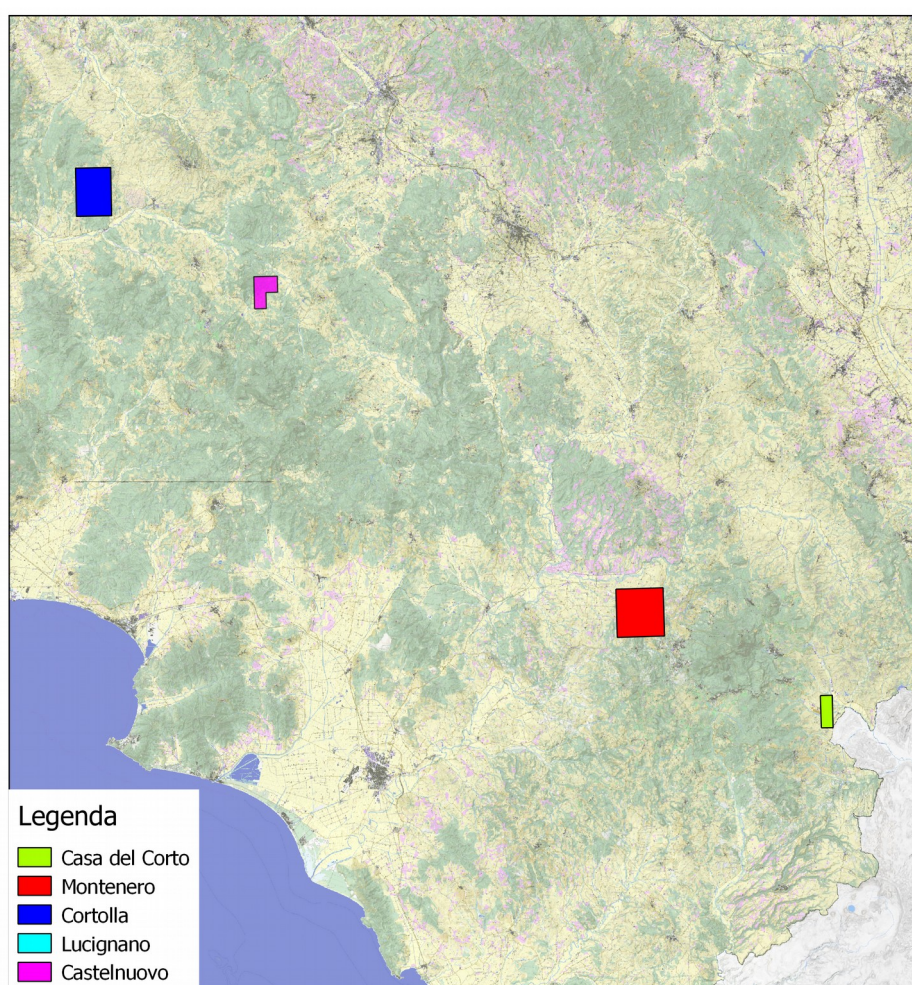 Legenda
Casa del Corto
Montenero
Cortolla
Lucignano
Castelnuovo